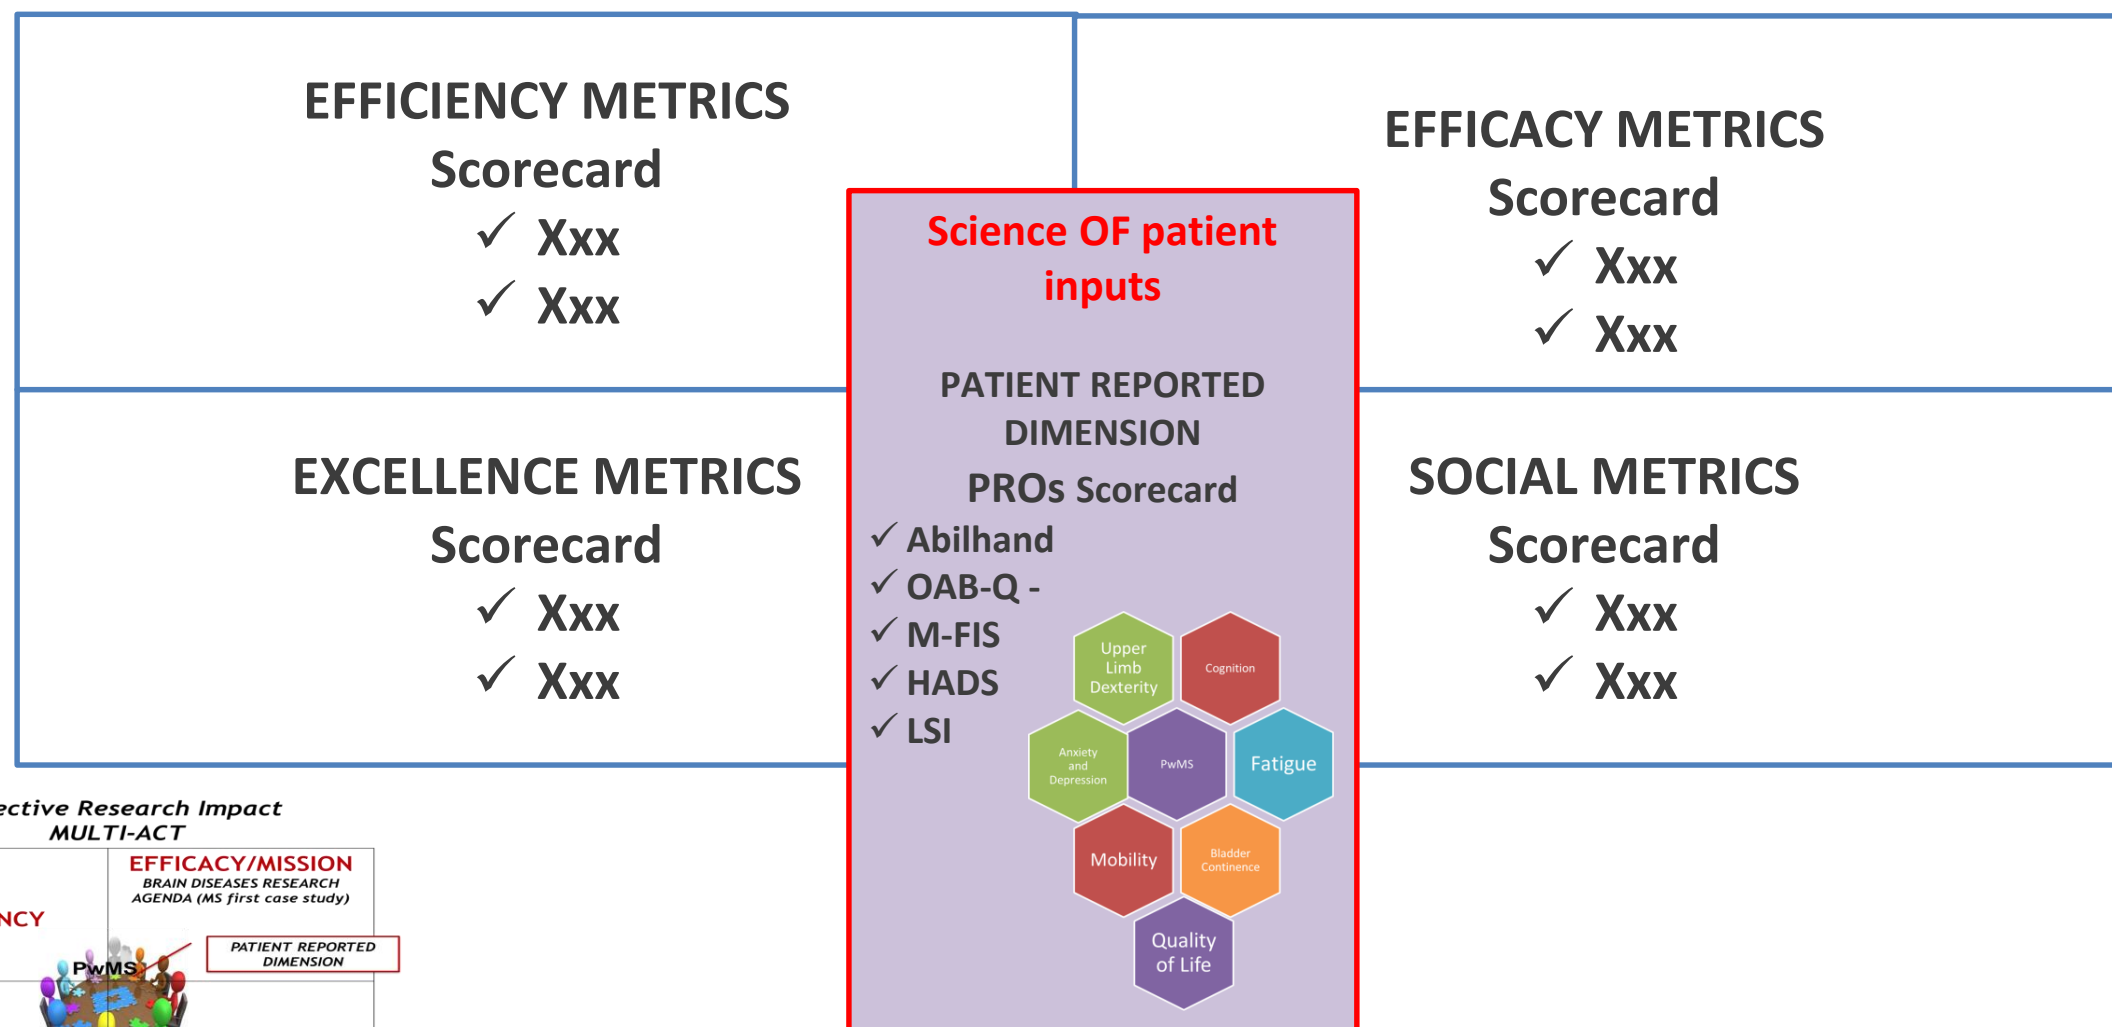 EFFICIENCY METRICS
Scorecard
✓ Xxx
✓ Xxx
EFFICACY METRICS
Scorecard
✓ Xxx
✓ Xxx
EXCELLENCE METRICS
Scorecard
✓ Xxx
✓ Xxx
SOCIAL METRICS
Scorecard
✓ Xxx
✓ Xxx
Science OF patient
inputs
PATIENT REPORTED
DIMENSION
PROs Scorecard
✓ Abilhand
✓ OAB-Q -
✓ M-FIS
✓ HADS
✓ LSI
Upper
Limb
Dexterity
Cognition
Anxiety
and
Depression
PwMS
Fatigue
Mobility
Bladder
Continence
Quality
of Life
ective Research Impact
MULTI-ACT
EFFICACY/MISSION
BRAIN DISEASES RESEARCH
AGENDA (MS first case study)
NCY
PATIENT REPORTED
DIMENSION
PwMS